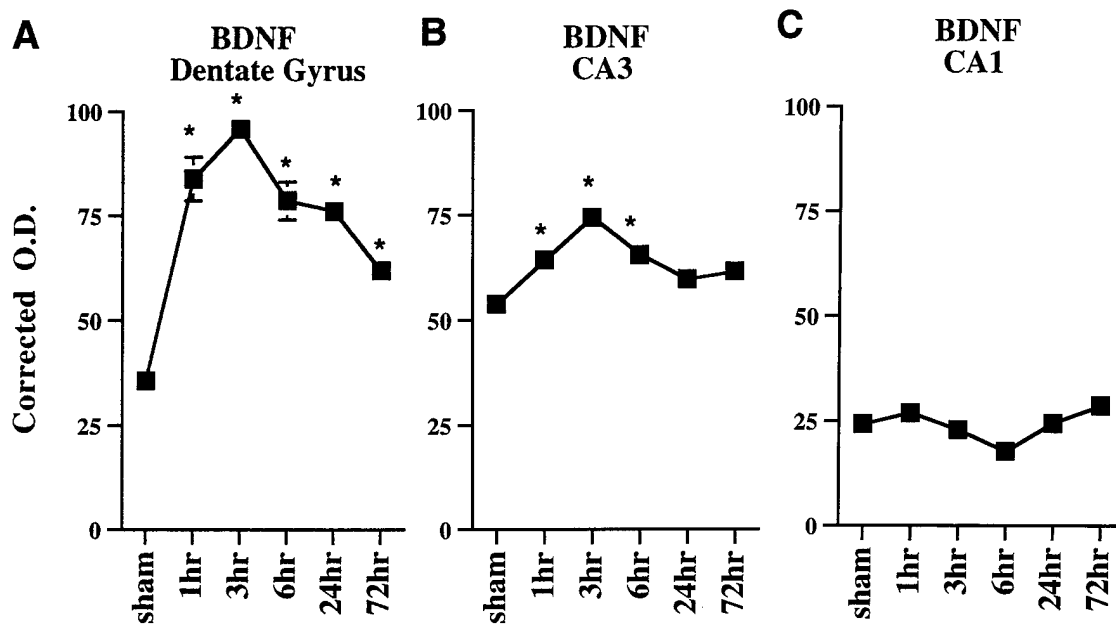 A
BDNF
Dentate Gyrus
B
BDNF
CA3
C
BDNF
CA1
Corrected O.D.
100
75
50
25
0
*
*
*
*
*
sham
1hr
3hr
6hr
24hr
72hr
100
75
50
25
0
*
*
*
sham
1hr
3hr
6hr
24hr
72hr
100
75
50
25
0
sham
1hr
3hr
6hr
24hr
72hr